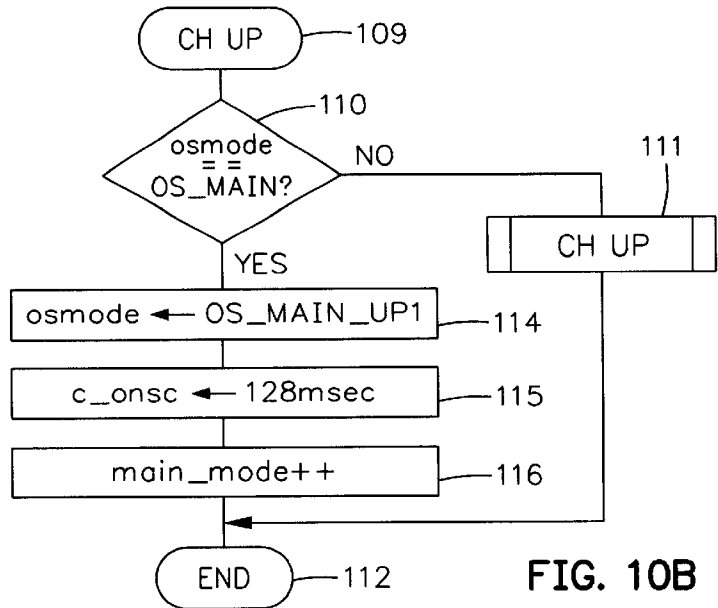 CH UP
109
110
osmode
==
OS_MAIN?
NO
111
CH UP
YES
osmode ← OS_MAIN_UP1
114
c_onsc ← 128msec
115
main_mode++
116
END
112
FIG. 10B